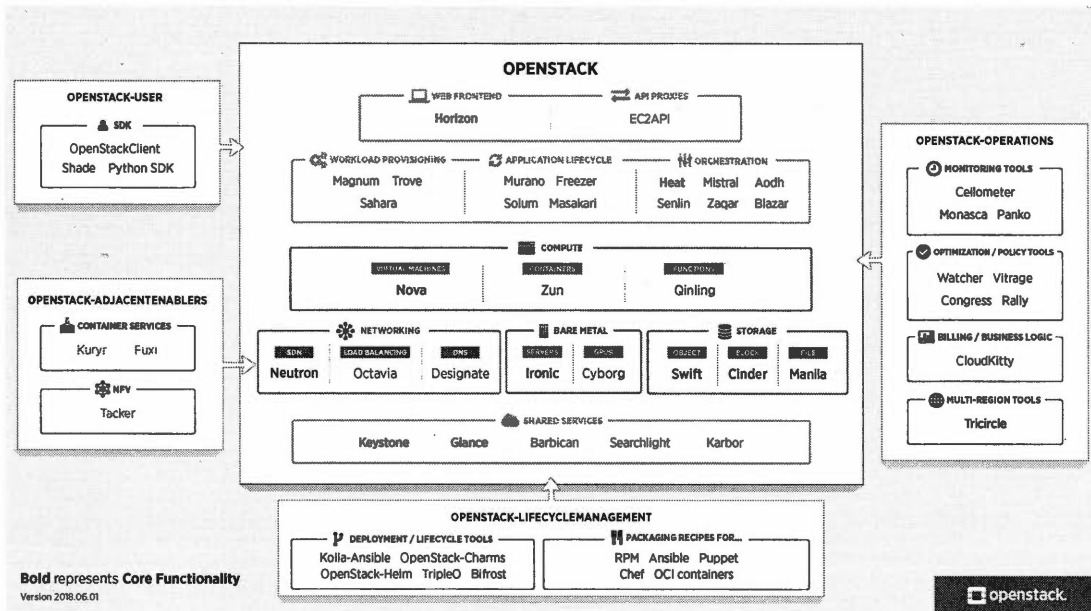 OPENSTACK
WEB FRONTEND
Horizon
API PROXIES
EC2API
WORKLOAD PROVISIONING
Magnum Trove
Sahara
APPLICATION LIFECYCLE
Murano Freezer
Solum Masakari
ORCHESTRATION
Heat Mistral Aodh
Senlin Zaqar Blazar
COMPUTE
VIRTUAL MACHINES
Nova
CONTAINERS
Zun
FUNCTIONS
Qinling
NETWORKING
SDN
Neutron
LOAD BALANCING
Octavia
DNS
Designate
BARE METAL
SERVERS
Ironic
GPUS
Cyborg
STORAGE
OBJECT
Swift
BLOCK
Cinder
FILE
Manila
SHARED SERVICES
Keystone Glance Barbican Searchlight Karbor
OPENSTACK-USER
SDK
OpenStackClient
Shade Python SDK
OPENSTACK-ADJACENTENABLERS
CONTAINER SERVICES
Kuryr Fuxi
NFV
Tacker
OPENSTACK-OPERATIONS
MONITORING TOOLS
Ceilometer
Monasca Panko
OPTIMIZATION / POLICY TOOLS
Watcher Vitrage
Congress Rally
BILLING / BUSINESS LOGIC
CloudKitty
MULTI-REGION TOOLS
Tricircle
OPENSTACK-LIFECYCLEMANAGEMENT
DEPLOYMENT / LIFECYCLE TOOLS
Kolla-Ansible OpenStack-Charms
OpenStack-Helm TripleO Bifrost
PACKAGING RECIPES FOR...
RPM Ansible Puppet
Chef OCI containers
Bold represents Core Functionality
Version 2018.06.01
openstack.